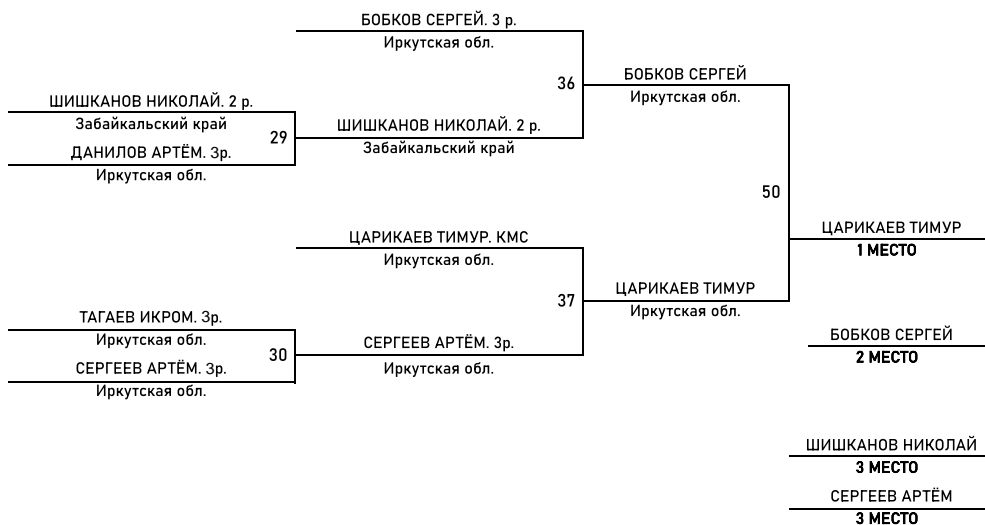 БОБКОВ СЕРГЕЙ. 3 р.
Иркутская обл.
36
БОБКОВ СЕРГЕЙ
Иркутская обл.
ШИШКАНОВ НИКОЛАЙ. 2 р.
Забайкальский край
29
ШИШКАНОВ НИКОЛАЙ. 2 р.
Забайкальский край
ДАНИЛОВ АРТЁМ. 3р.
Иркутская обл.
50
ЦАРИКАЕВ ТИМУР
1 МЕСТО
ЦАРИКАЕВ ТИМУР. КМС
Иркутская обл.
37
ЦАРИКАЕВ ТИМУР
Иркутская обл.
ТАГАЕВ ИКРОМ. 3р.
Иркутская обл.
30
СЕРГЕЕВ АРТЁМ. 3р.
Иркутская обл.
СЕРГЕЕВ АРТЁМ. 3р.
Иркутская обл.
БОБКОВ СЕРГЕЙ
2 МЕСТО
ШИШКАНОВ НИКОЛАЙ
3 МЕСТО
СЕРГЕЕВ АРТЁМ
3 МЕСТО